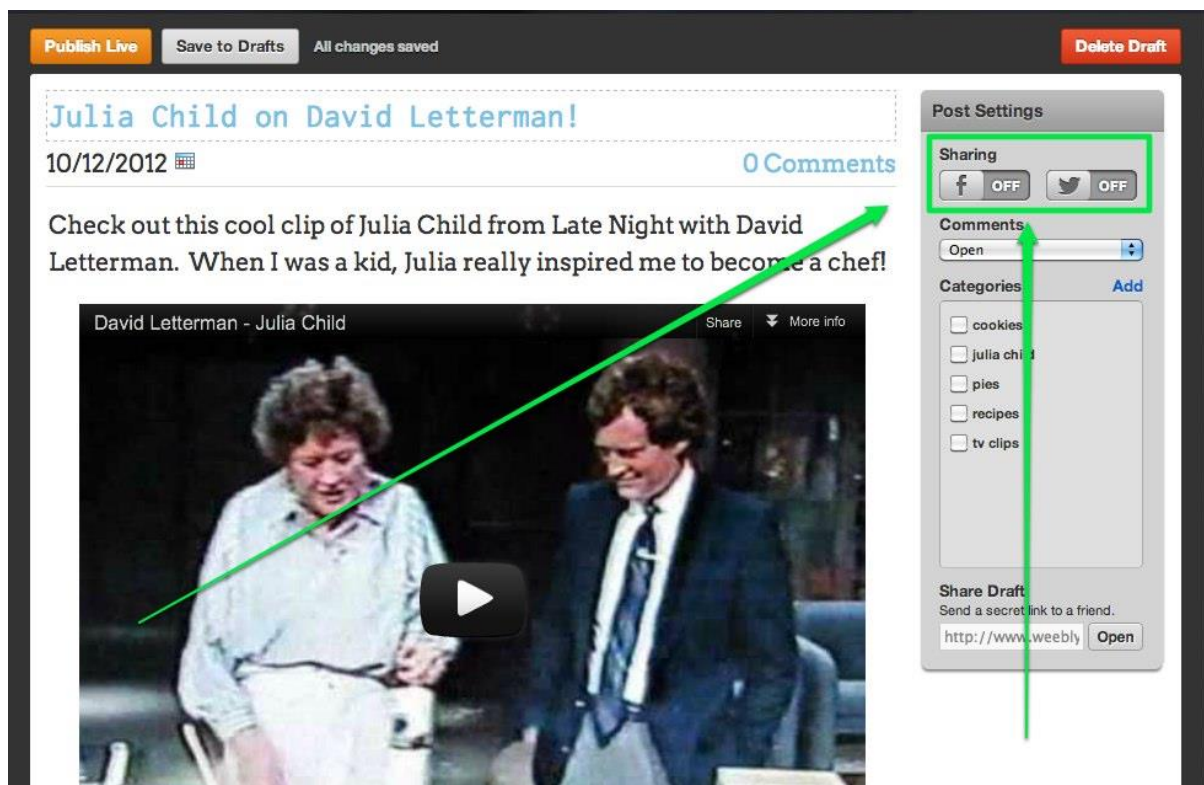 Publish Live
Save to Drafts
All changes saved
Delete Draft
Julia Child on David Letterman!
10/12/2012
0 Comments
Check out this cool clip of Julia Child from Late Night with David
Letterman. When I was a kid, Julia really inspired me to become a chef!
David Letterman - Julia Child
Share
More info
Post Settings
Sharing
f OFF
OFF
Comments
Open
Categories
Add
cookies
julia child
pies
recipes
tv clips
Share Draft
Send a secret link to a friend.
http://www.weebly
Open